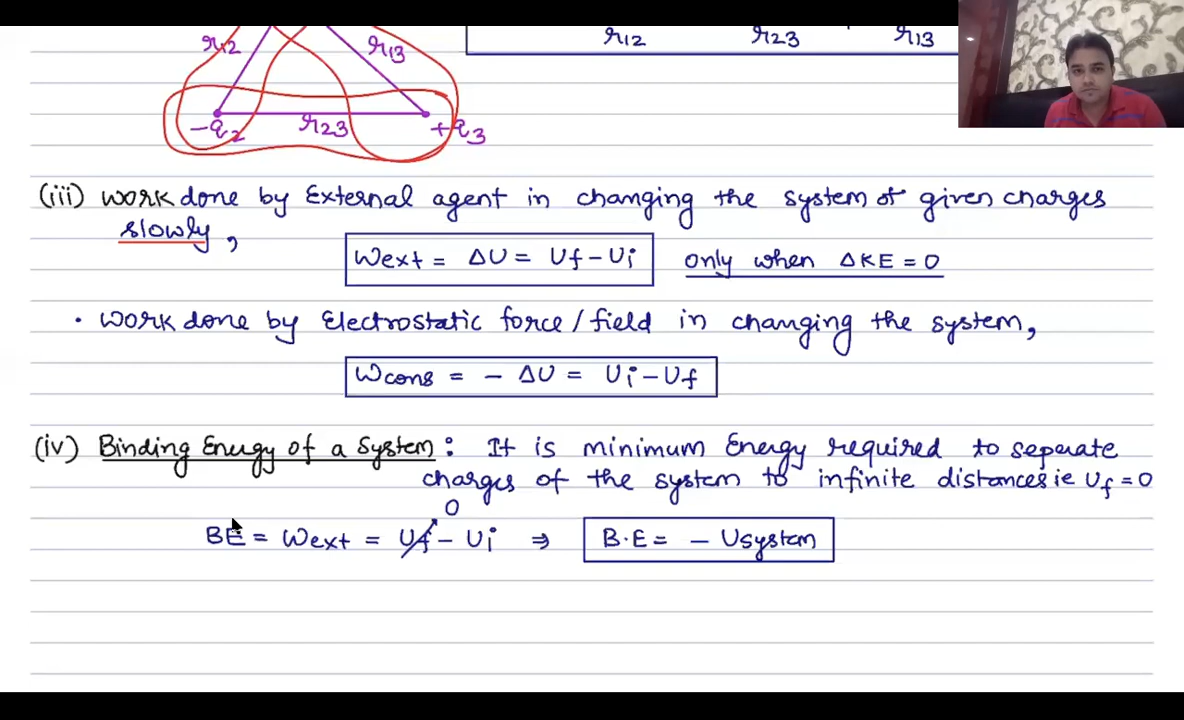 r12 r13 r12 r23 r13
-q2 r23 +q3
(iii) Work done by External agent in changing the system of given charges
slowly,
Wext = ΔU = Uf - Ui only when ΔKE = 0
• Work done by Electrostatic force/field in changing the system,
Wcons = - ΔU = Ui - Uf
(iv) Binding Energy of a System : It is minimum Energy required to separate
charges of the system to infinite distances ie Uf = 0
0
BE = Wext = Uf - Ui ⇒ B.E = - Usystem